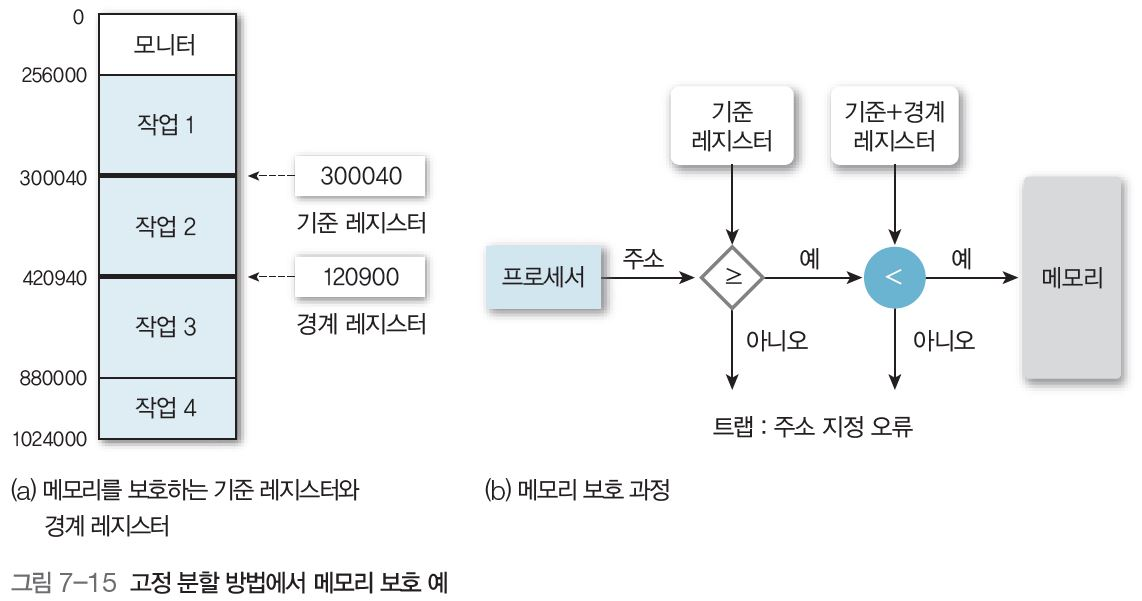 0
모니터
256000
작업 1
300040
작업 2
420940
작업 3
880000
작업 4
1024000
300040
기준 레지스터
120900
경계 레지스터
(a) 메모리를 보호하는 기준 레지스터와
경계 레지스터
기준
레지스터
기준+경계
레지스터
프로세서
주소
≥
예
<
예
메모리
아니오
아니오
트랩 : 주소 지정 오류
(b) 메모리 보호 과정
그림 7-15 고정 분할 방법에서 메모리 보호 예